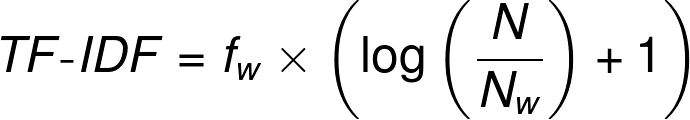 TF-IDF = f_w × (log (N/N_w) + 1)